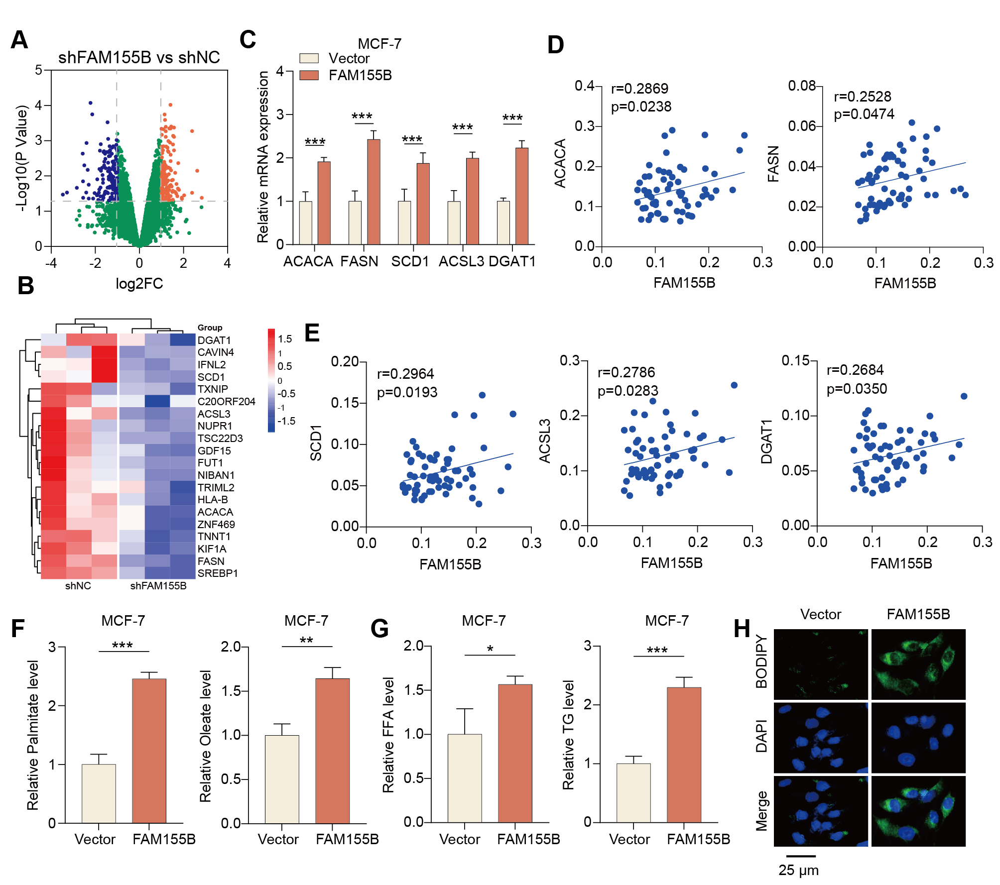 A
shFAM155B vs shNC
5
4
3
2
1
0
-Log10(P Value)
-4
-2
0
2
4
log2FC
C
MCF-7
Vector
FAM155B
4
3
2
1
0
Relative mRNA expression
***
***
***
***
***
ACACA
FASN
SCD1
ACSL3
DGAT1
D
0.4
0.3
0.2
0.1
0.0
ACACA
r=0.2869
p=0.0238
0.0
0.1
0.2
0.3
FAM155B
0.08
0.06
0.04
0.02
0.00
FASN
r=0.2528
p=0.0474
0.0
0.1
0.2
0.3
FAM155B
B
Group
DGAT1
CAVIN4
IFNL2
SCD1
TXNIP
C20ORF204
ACSL3
NUPR1
TSC22D3
GDF15
FUT1
NIBAN1
TRIML2
HLA-B
ACACA
ZNF469
TNNT1
KIF1A
FASN
SREBP1
shNC
shFAM155B
1.5
1
0.5
0
-0.5
-1
-1.5
E
0.20
0.15
0.10
0.05
0.00
SCD1
r=0.2964
p=0.0193
0.0
0.1
0.2
0.3
FAM155B
0.3
0.2
0.1
0.0
ACSL3
r=0.2786
p=0.0283
0.0
0.1
0.2
0.3
FAM155B
0.15
0.10
0.05
0.00
DGAT1
r=0.2684
p=0.0350
0.0
0.1
0.2
0.3
FAM155B
F
MCF-7
3
2
1
0
Relative Palmitate level
***
Vector
FAM155B
MCF-7
2.0
1.5
1.0
0.5
0.0
Relative Oleate level
**
Vector
FAM155B
G
MCF-7
2.0
1.5
1.0
0.5
0.0
Relative FFA level
*
Vector
FAM155B
MCF-7
3
2
1
0
Relative TG level
***
Vector
FAM155B
H
Vector
FAM155B
BODIPY
DAPI
Merge
25 μm